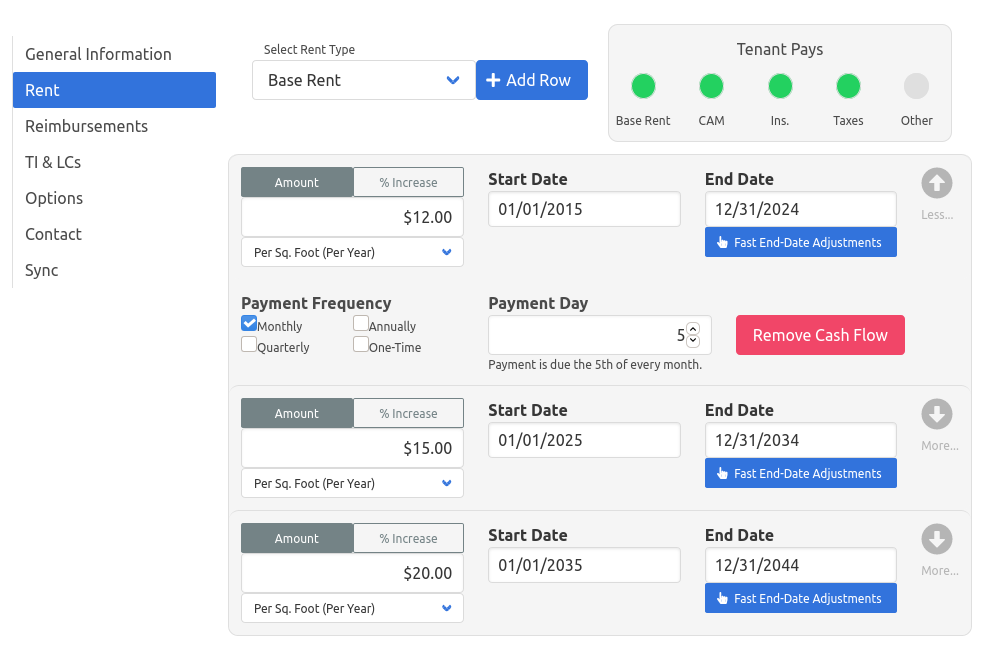 General Information
Rent
Reimbursements
TI & LCs
Options
Contact
Sync
Select Rent Type
Base Rent
Add Row
Tenant Pays
Base Rent CAM Ins. Taxes Other
Amount % Increase Start Date End Date
$12.00 01/01/2015 12/31/2024
Less...
Per Sq. Foot (Per Year) Fast End-Date Adjustments
Payment Frequency Payment Day
Monthly Annually
5 Remove Cash Flow
Quarterly One-Time
Payment is due the 5th of every month.
Amount % Increase Start Date End Date
$15.00 01/01/2025 12/31/2034
More...
Per Sq. Foot (Per Year) Fast End-Date Adjustments
Amount % Increase Start Date End Date
$20.00 01/01/2035 12/31/2044
More...
Per Sq. Foot (Per Year) Fast End-Date Adjustments